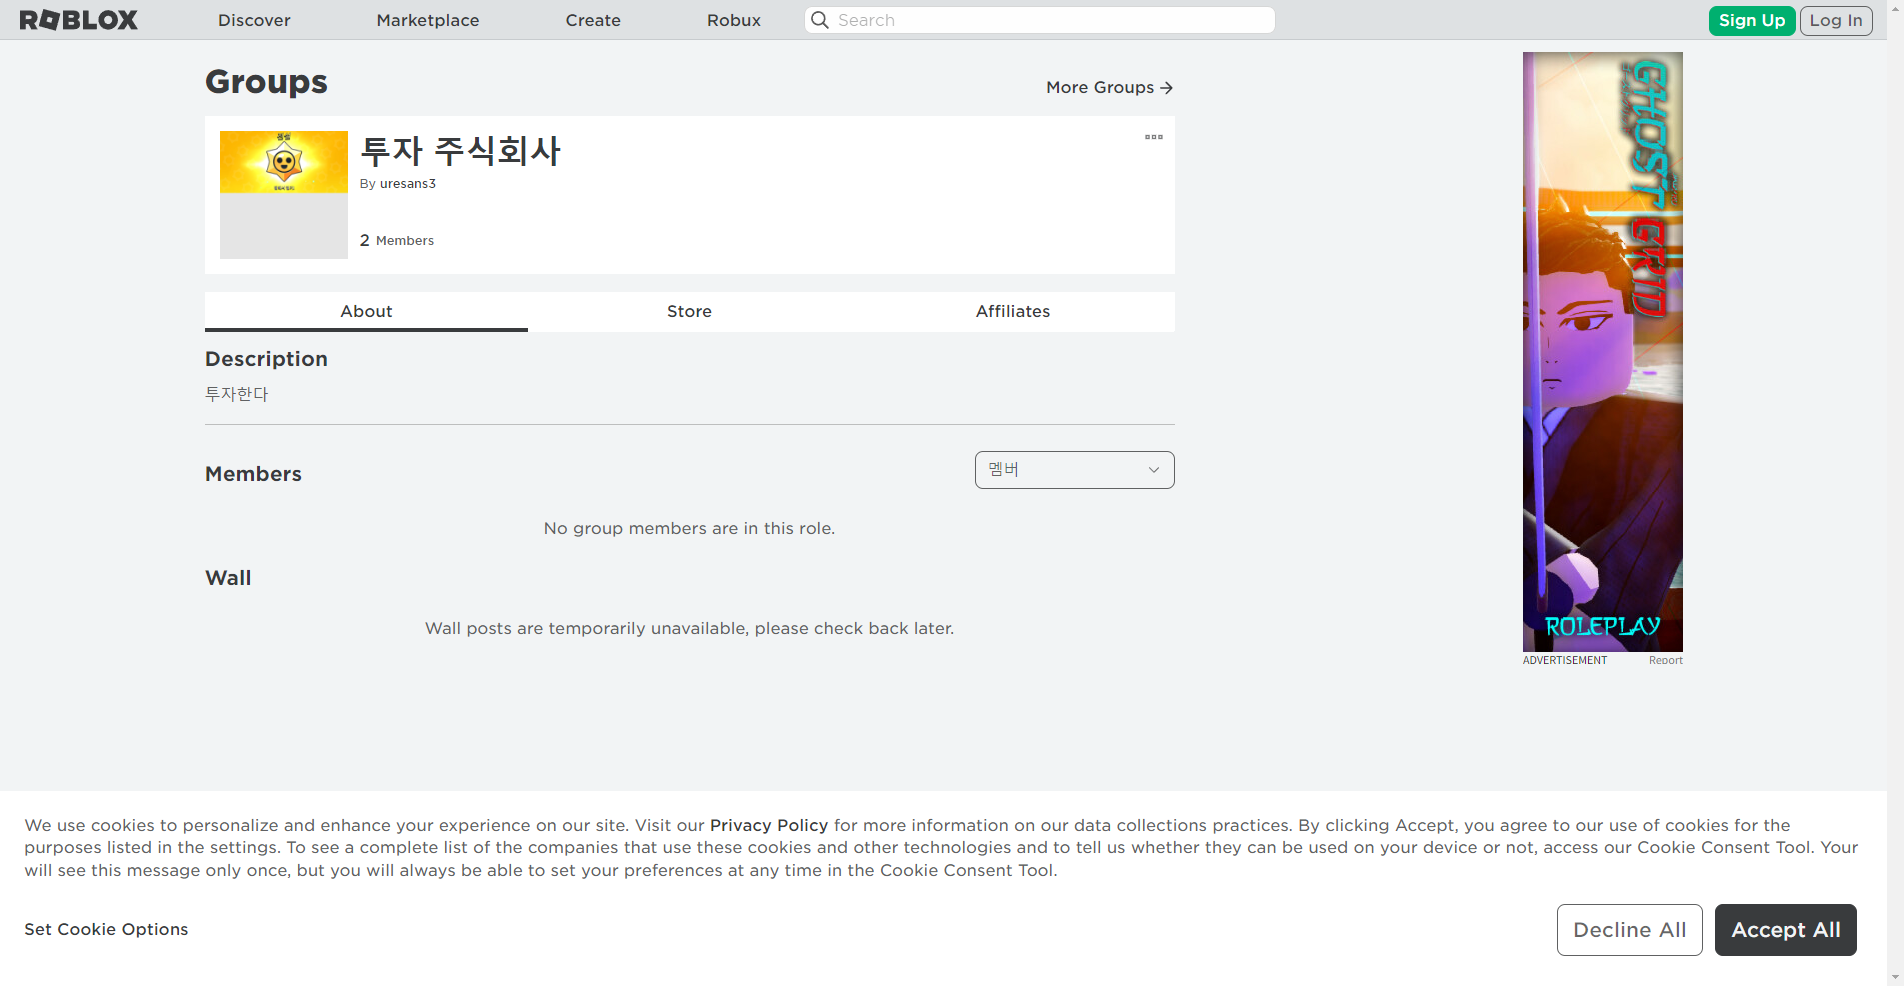 ROBLOX
Discover
Marketplace
Create
Robux
Search
Sign Up
Log In
Groups
More Groups
투자 주식회사
By uresans3
2 Members
About
Store
Affiliates
Description
투자한다
Members
멤버
No group members are in this role.
Wall
Wall posts are temporarily unavailable, please check back later.
GHOST GRID
ROLEPLAY
ADVERTISEMENT
Report
We use cookies to personalize and enhance your experience on our site. Visit our Privacy Policy for more information on our data collections practices. By clicking Accept, you agree to our use of cookies for the
purposes listed in the settings. To see a complete list of the companies that use these cookies and other technologies and to tell us whether they can be used on your device or not, access our Cookie Consent Tool. Your
will see this message only once, but you will always be able to set your preferences at any time in the Cookie Consent Tool.
Set Cookie Options
Decline All
Accept All